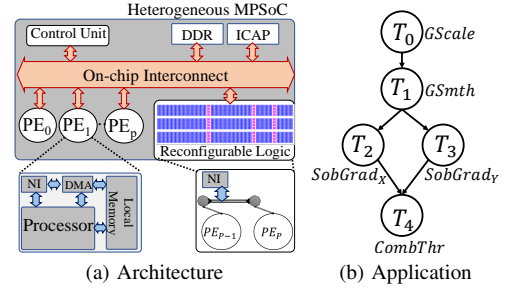 Heterogeneous MPSoC
Control Unit
DDR
ICAP
On-chip Interconnect
PE0
PE1
PEp
Reconfigurable Logic
NI
DMA
Local
Memory
Processor
NI
PEP−1
PEP
(a) Architecture
T0 GScale
T1 GSmth
T2
T3
SobGradX
SobGradY
T4
CombThr
(b) Application